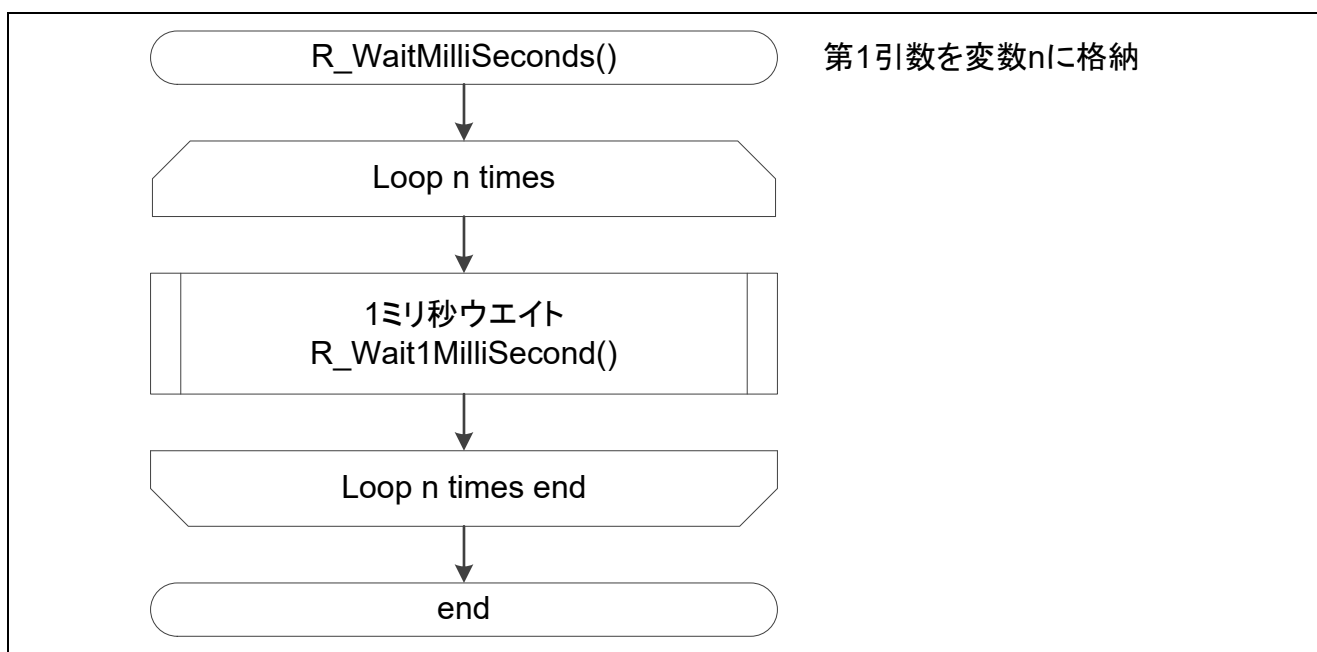 R_WaitMilliSeconds()
第1引数を変数nに格納
Loop n times
1ミリ秒ウエイト
R_Wait1MilliSecond()
Loop n times end
end